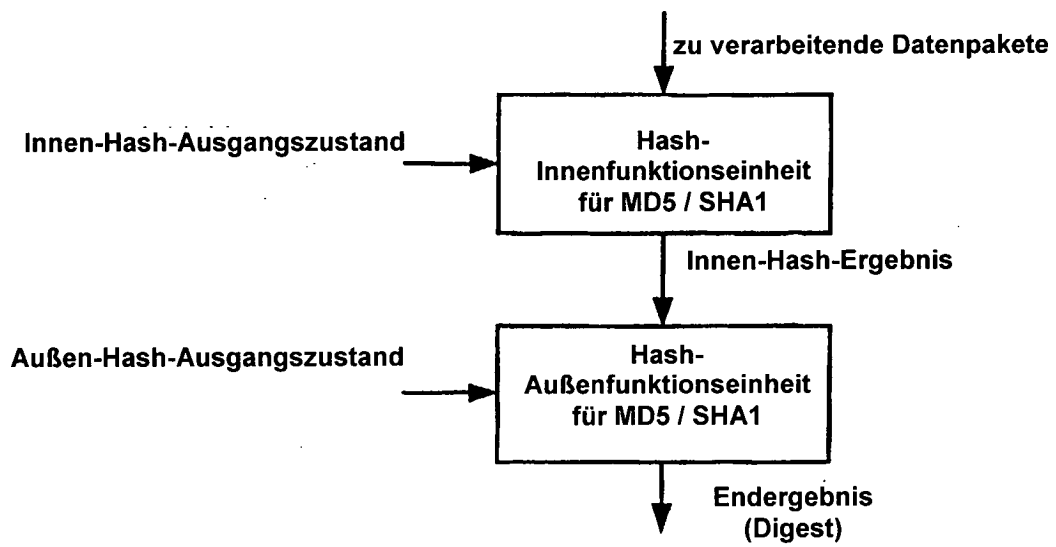 zu verarbeitende Datenpakete
Innen-Hash-Ausgangszustand
Hash-
Innenfunktionseinheit
für MD5 / SHA1
Innen-Hash-Ergebnis
Außen-Hash-Ausgangszustand
Hash-
Außenfunktionseinheit
für MD5 / SHA1
Endergebnis
(Digest)